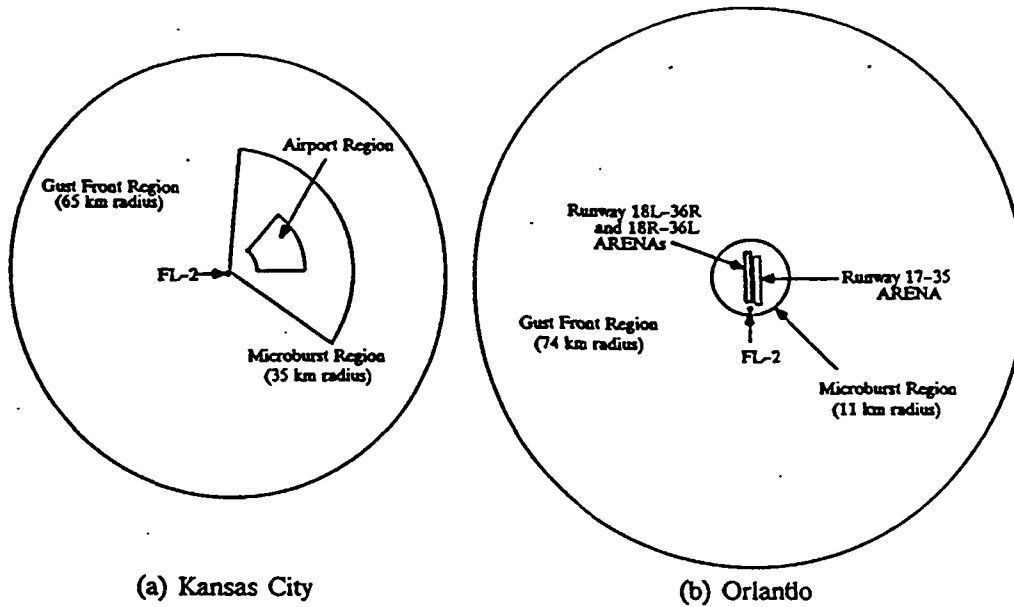 Airport Region
Gust Front Region
(65 km radius)
FL-2
Microburst Region
(35 km radius)
(a) Kansas City
Runway 18L-36R
and 18R-36L
ARENAs
Runway 17-35
ARENA
Gust Front Region
(74 km radius)
FL-2
Microburst Region
(11 km radius)
(b) Orlando